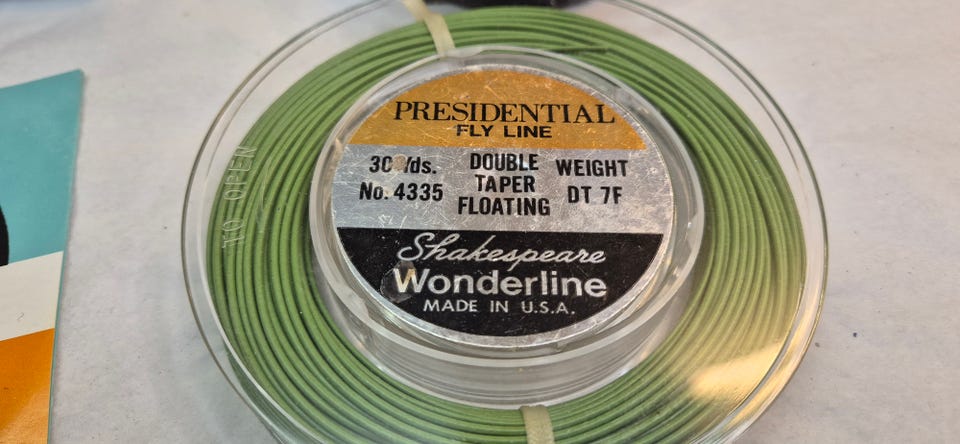 PRESIDENTIAL
FLY LINE
No. 4335
DOUBLE
TAPER
FLOATING
WEIGHT
DT 7F
Shakespeare
Wonderline
MADE IN U.S.A.
TO OPEN